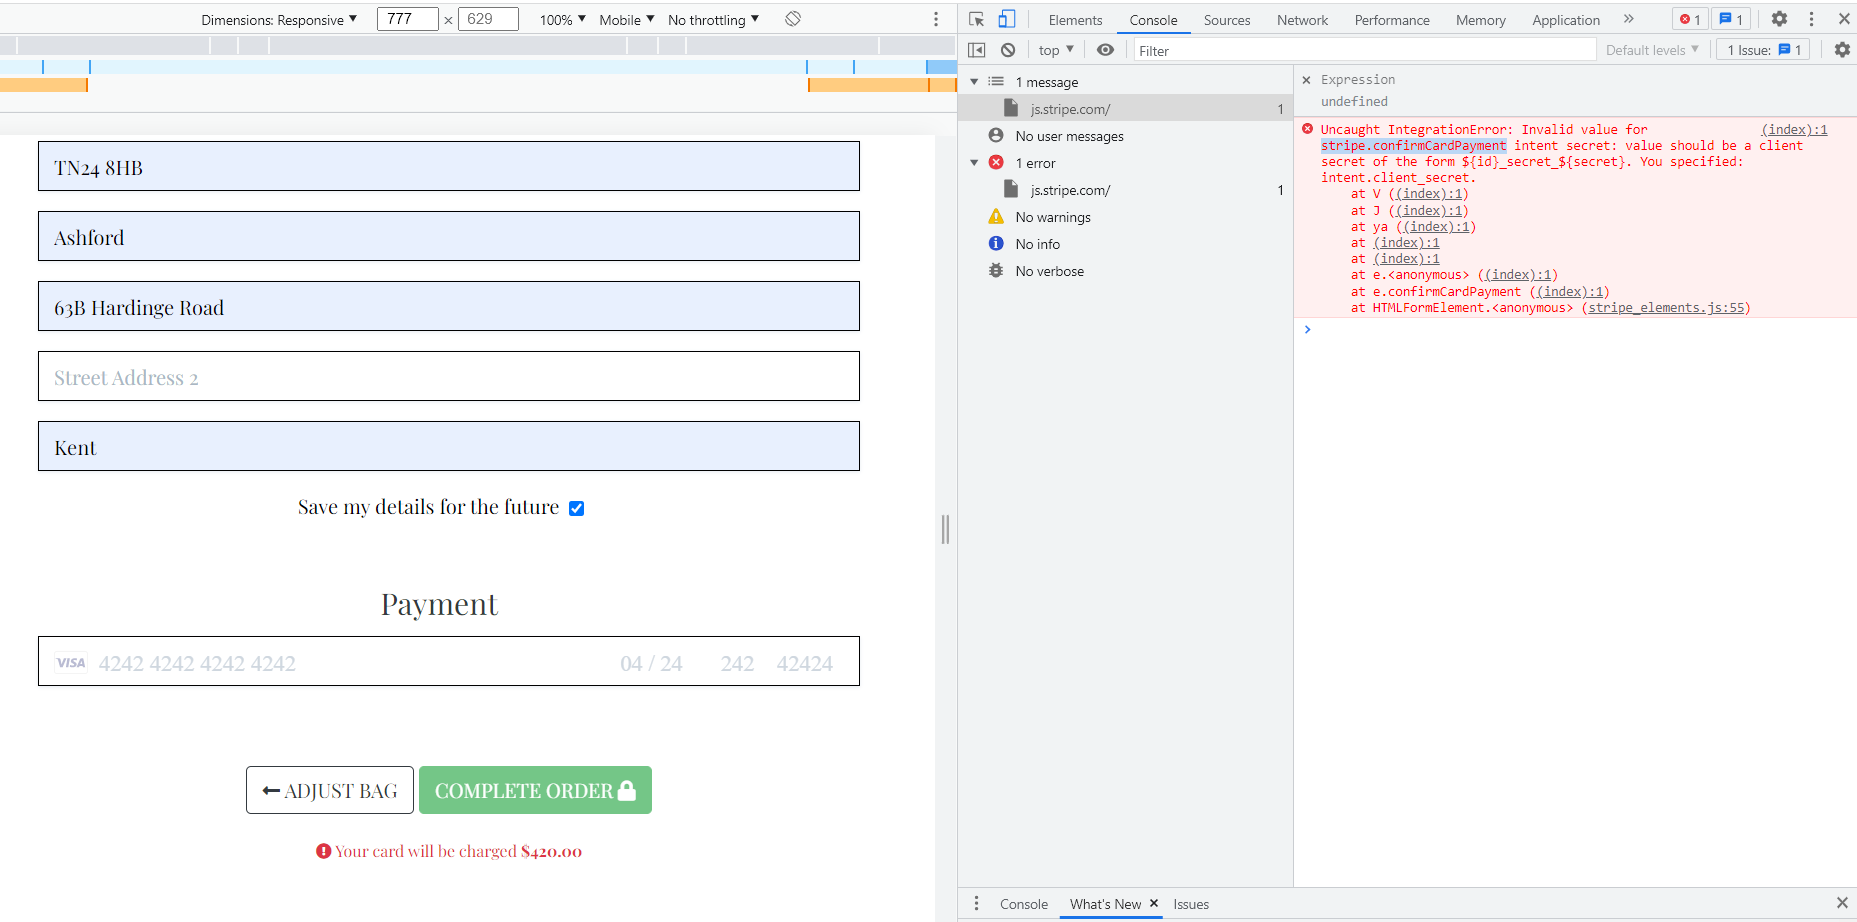 Dimensions: Responsive ▼ 777 × 629 100% ▼ Mobile ▼ No throttling ▼
TN24 8HB
Ashford
63B Hardinge Road
Street Address 2
Kent
Save my details for the future
Payment
VISA 4242 4242 4242 4242 04 / 24 242 42424
ADJUST BAG COMPLETE ORDER
Your card will be charged $420.00
Elements Console Sources Network Performance Memory Application » 1 1
top ▼ Filter Default levels ▼ 1 Issue: 1
1 message
js.stripe.com/ 1
No user messages
1 error
js.stripe.com/ 1
No warnings
No info
No verbose
Expression
undefined
Uncaught IntegrationError: Invalid value for (index):1
stripe.confirmCardPayment intent secret: value should be a client
secret of the form ${id}_secret_${secret}. You specified:
intent.client_secret.
at V ((index):1)
at J ((index):1)
at ya ((index):1)
at (index):1
at (index):1
at e.<anonymous> ((index):1)
at e.confirmCardPayment ((index):1)
at HTMLFormElement.<anonymous> (stripe_elements.js:55)
Console What's New × Issues